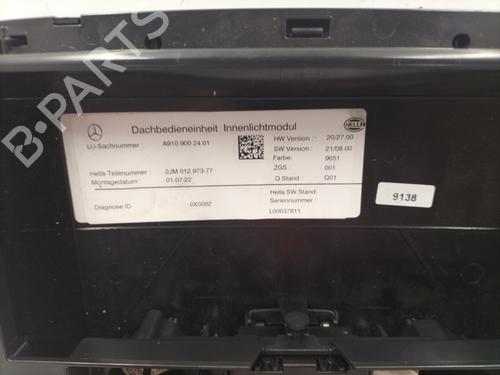 Dachbedieneinheit Innenlichtmodul
HELLA
LU-Sachnummer A910 900 24 01
HW Version : 20/27.00
SW Version : 21/08.00
Farbe: 9051
ZGS : 001
Q Stand : Q01
Hella-Teilenummer 2JM 012.973-77
Montagedatum : 01.07.22
Diagnose ID 0X5002
Hella SW Stand:
Seriennummer :
L00037811
9138
B-PARTS